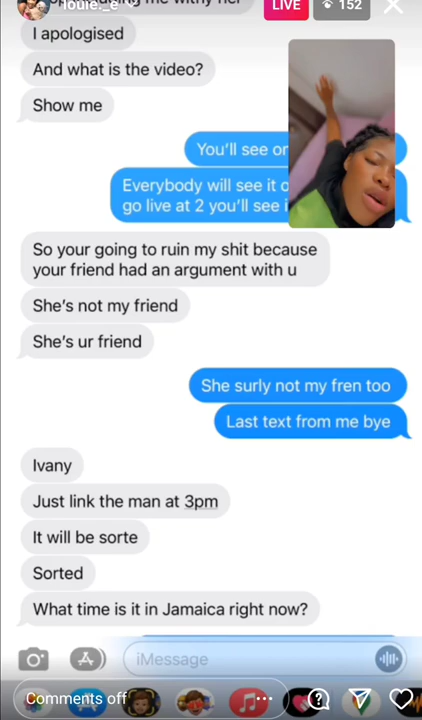 louie._e
LIVE
152
I apologised
And what is the video?
Show me
You'll see
Everybody will see it
go live at 2 you'll see
So your going to ruin my shit because
your friend had an argument with u
She's not my friend
She's ur friend
She surly not my fren too
Last text from me bye
Ivany
Just link the man at 3pm
It will be sorte
Sorted
What time is it in Jamaica right now?
iMessage
Comments off